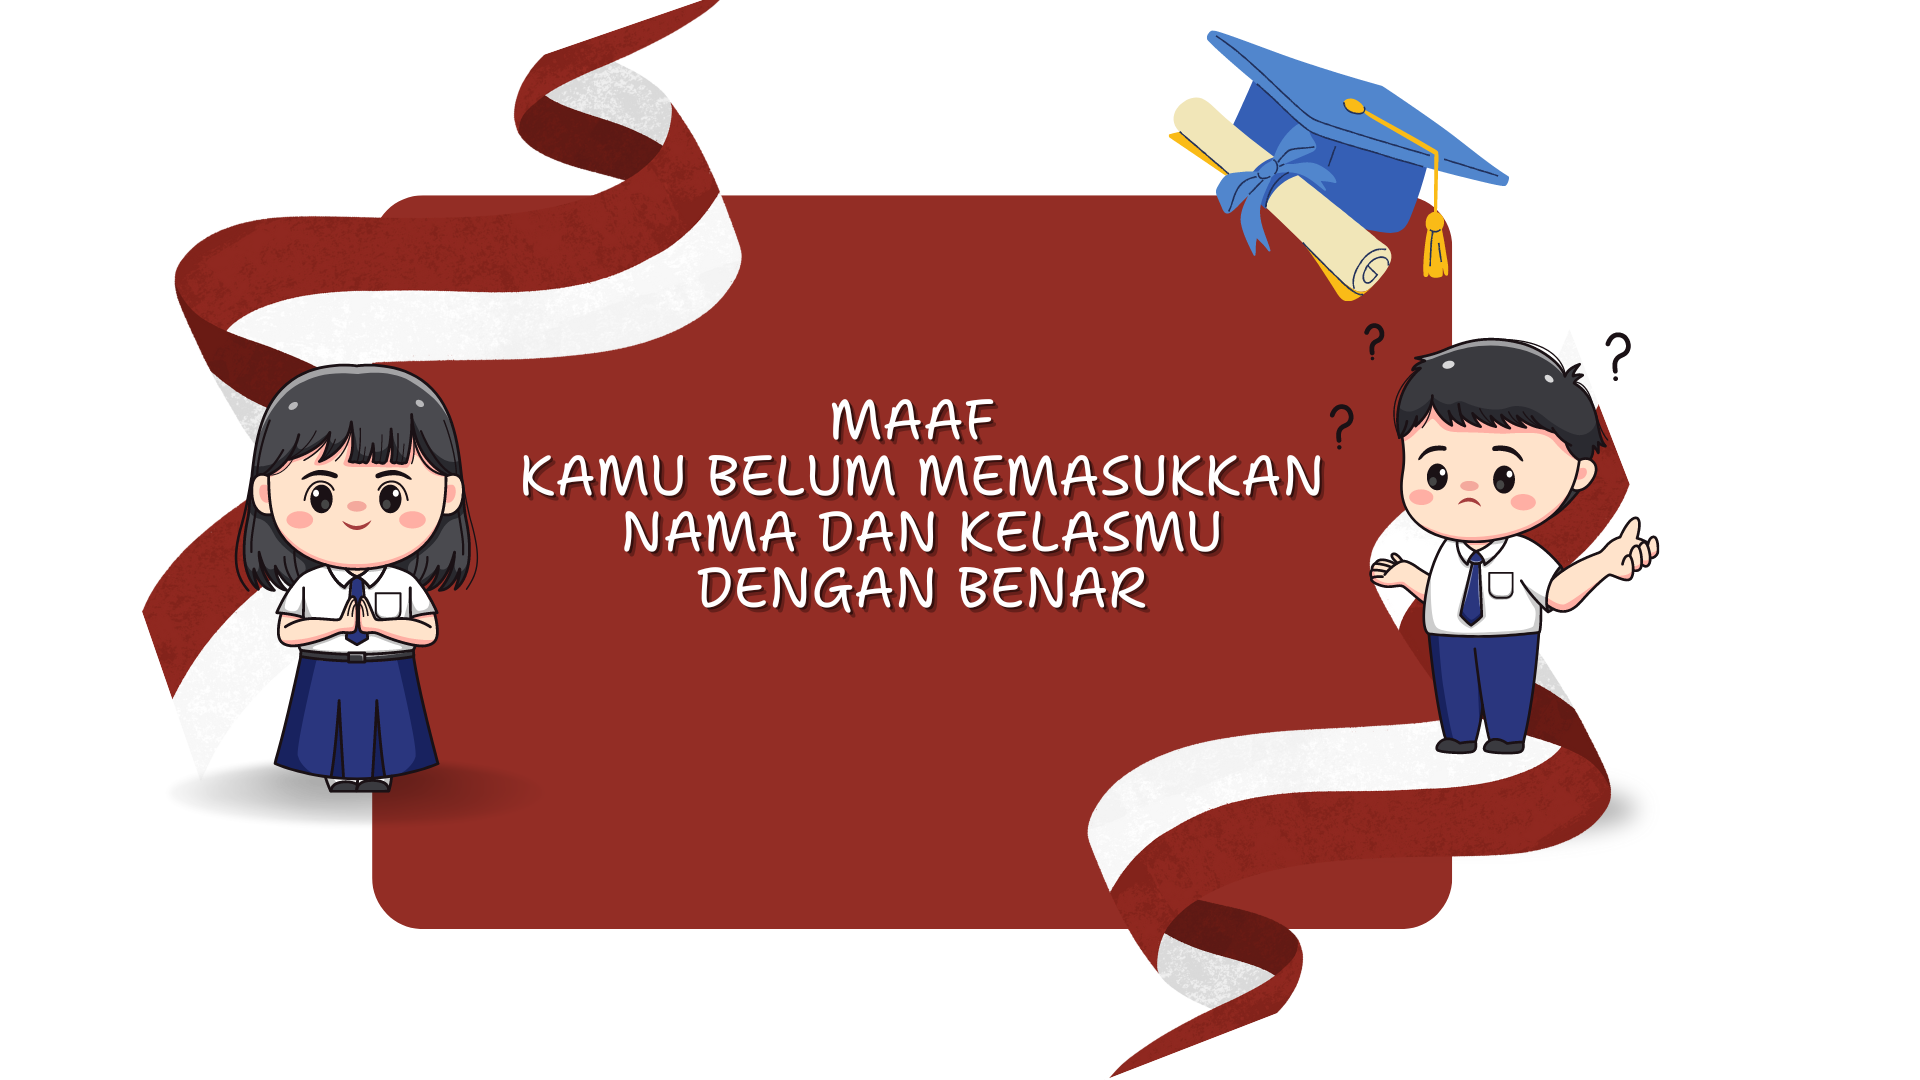 MAAF
KAMU BELUM MEMASUKKAN
NAMA DAN KELASMU
DENGAN BENAR
? 
?
?